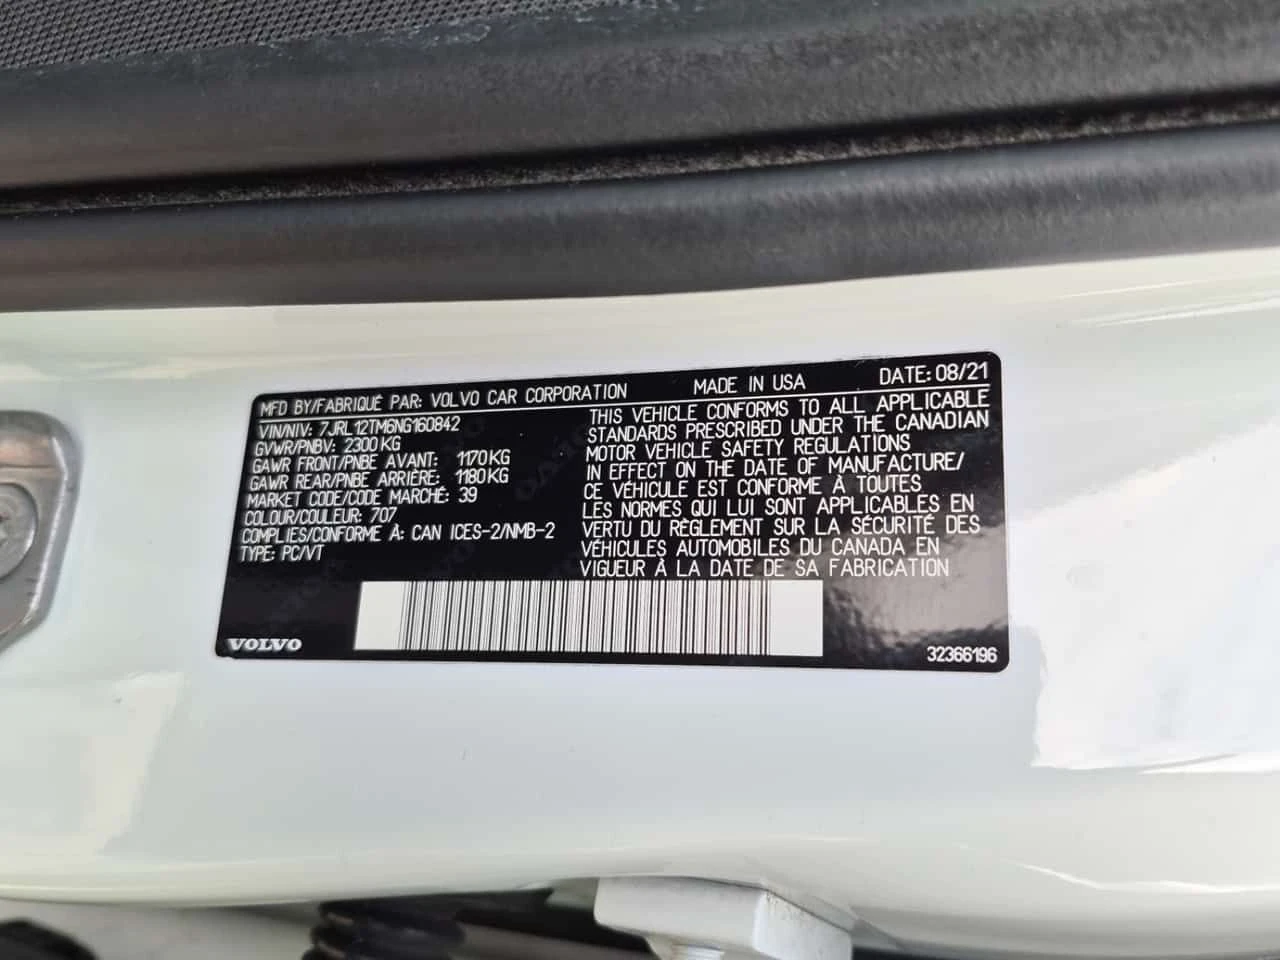 MFD BY/FABRIQUÉ PAR: VOLVO CAR CORPORATION MADE IN USA DATE: 08/21
VIN/NIV: 7JRL12TM6NG160842
GVWR/PNBV: 2300 KG
GAWR FRONT/PNBE AVANT: 1170 KG
GAWR REAR/PNBE ARRIÈRE: 1180 KG
MARKET CODE/CODE MARCHÉ: 39
COLOUR/COULEUR: 707
COMPLIES/CONFORME À: CAN ICES-2/NMB-2
TYPE: PC/VT
THIS VEHICLE CONFORMS TO ALL APPLICABLE
STANDARDS PRESCRIBED UNDER THE CANADIAN
MOTOR VEHICLE SAFETY REGULATIONS
IN EFFECT ON THE DATE OF MANUFACTURE/
CE VÉHICULE EST CONFORME À TOUTES
LES NORMES QUI LUI SONT APPLICABLES EN
VERTU DU RÈGLEMENT SUR LA SÉCURITÉ DES
VÉHICULES AUTOMOBILES DU CANADA EN
VIGUEUR À LA DATE DE SA FABRICATION
VOLVO
32366196